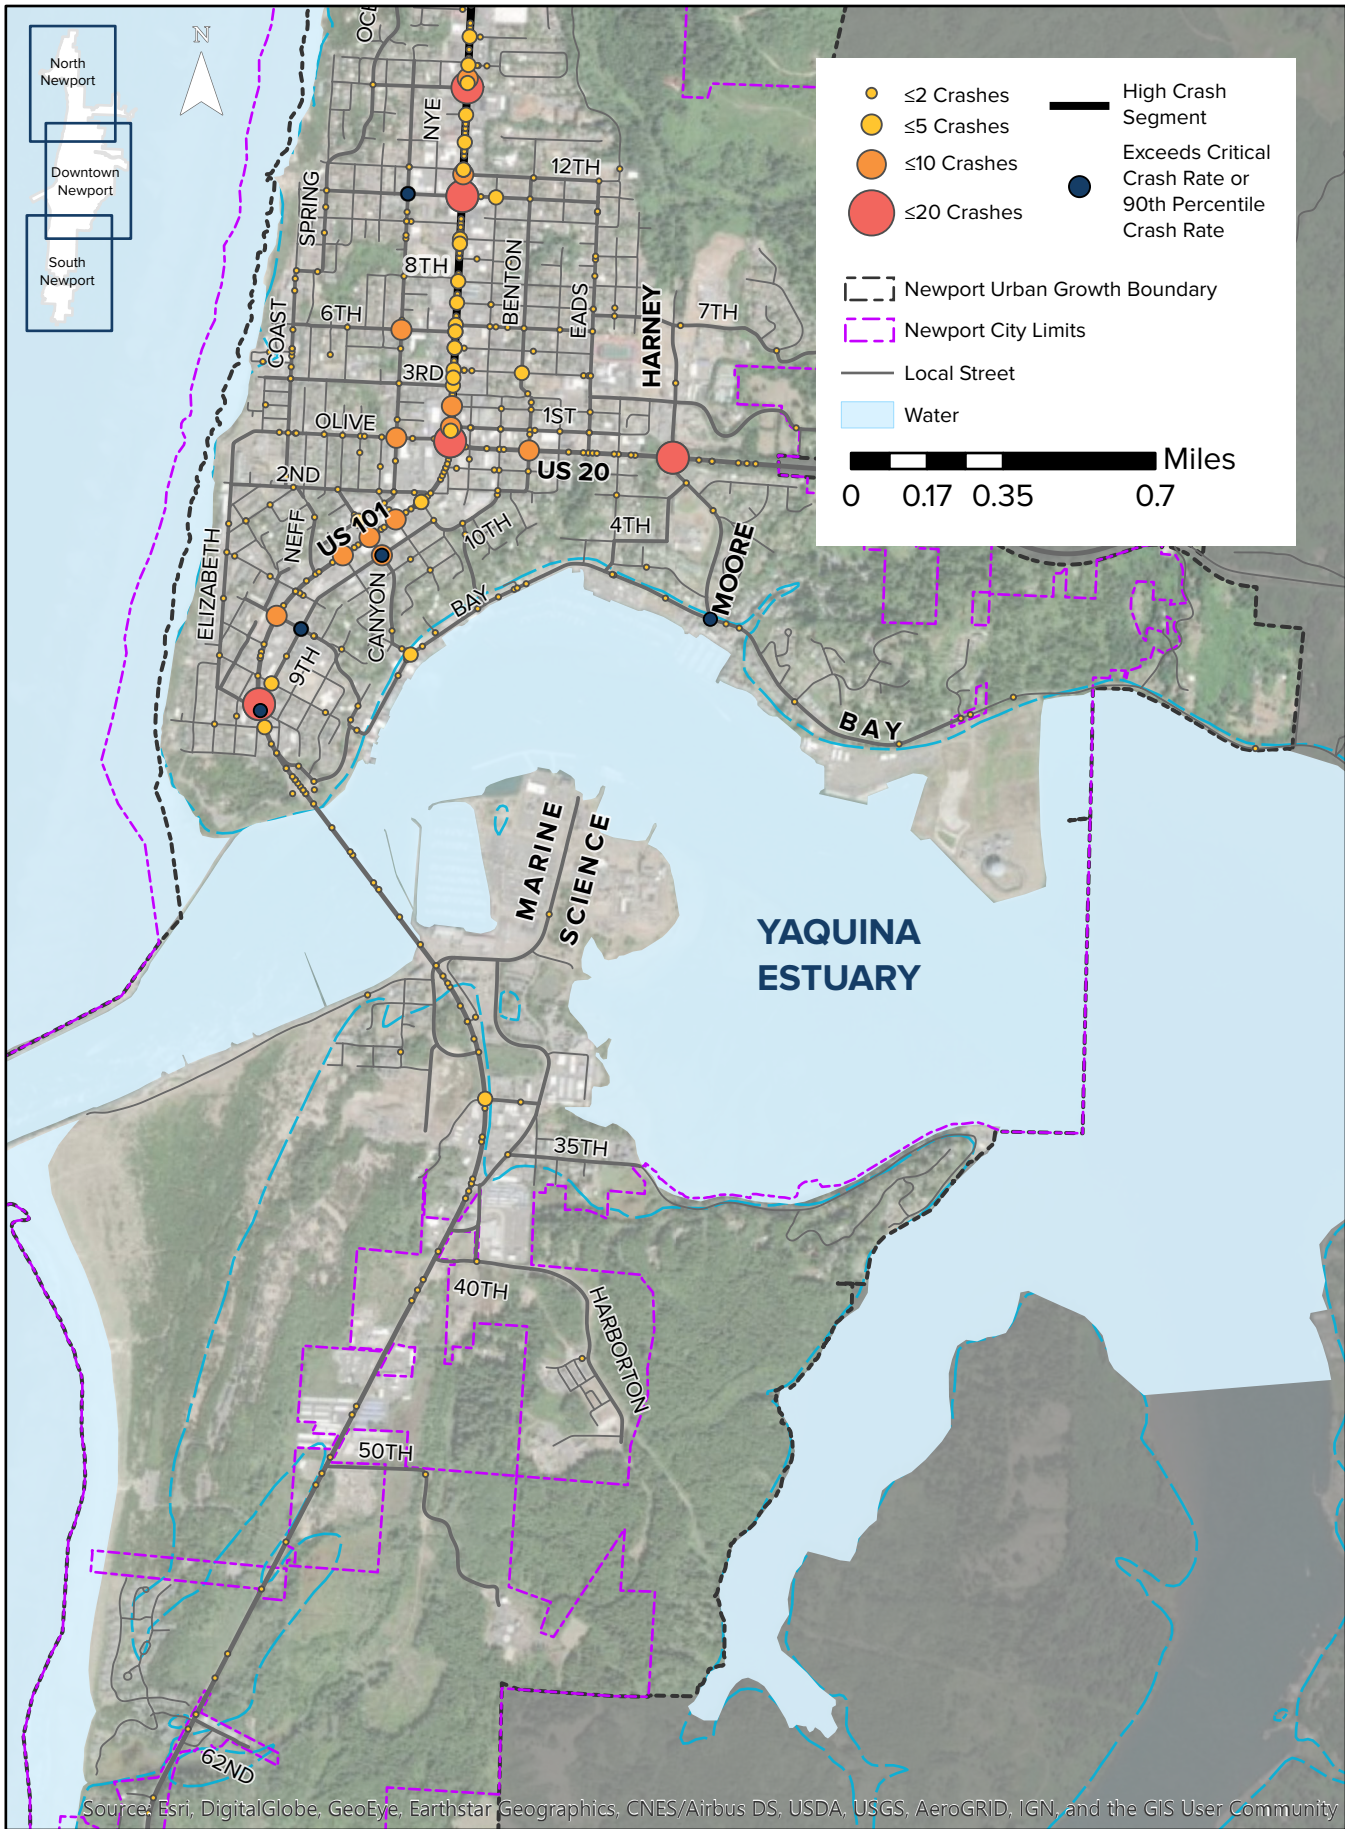 North
Newport
Downtown
Newport
South
Newport
N
≤2 Crashes
≤5 Crashes
≤10 Crashes
≤20 Crashes
High Crash
Segment
Exceeds Critical
Crash Rate or
90th Percentile
Crash Rate
Newport Urban Growth Boundary
Newport City Limits
Local Street
Water
Miles
0 0.17 0.35 0.7
NYE
12TH
SPRING
8TH
BENTON
EADS
HARNEY
7TH
6TH
COAST
3RD
OLIVE
1ST
US 20
2ND
NEFF
US 101
10TH
4TH
ELIZABETH
CANYON
BAY
MOORE
9TH
BAY
MARINE
SCIENCE
YAQUINA
ESTUARY
35TH
40TH
HARBORTON
50TH
62ND
Source: Esri, DigitalGlobe, GeoEye, Earthstar Geographics, CNES/Airbus DS, USDA, USGS, AeroGRID, IGN, and the GIS User Community